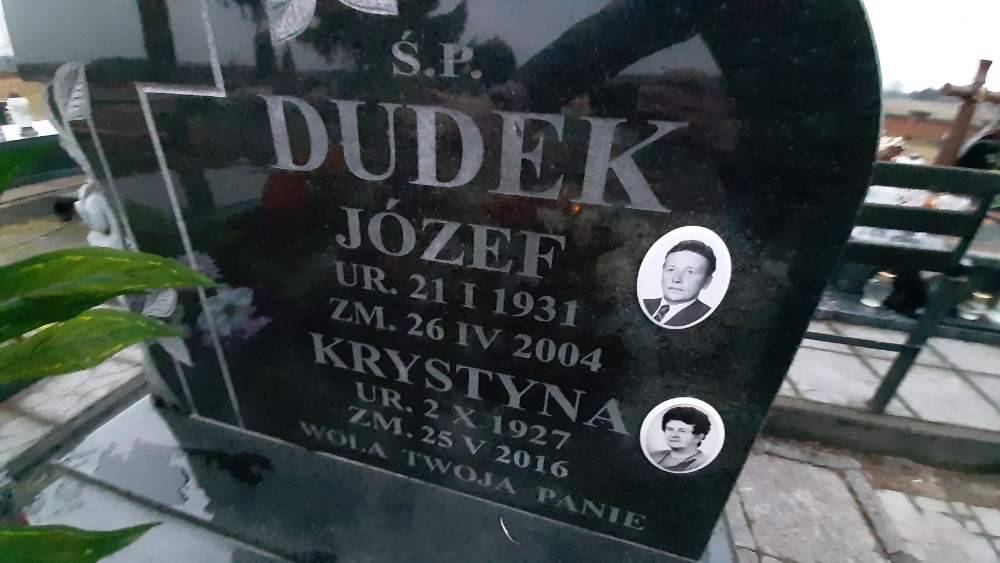 Ś.P.
DUDEK
JÓZEF
UR. 21 I 1931
ZM. 26 IV 2004
KRYSTYNA
UR. 2 X 1927
ZM. 25 V 2016
WOLA TWOJA PANIE